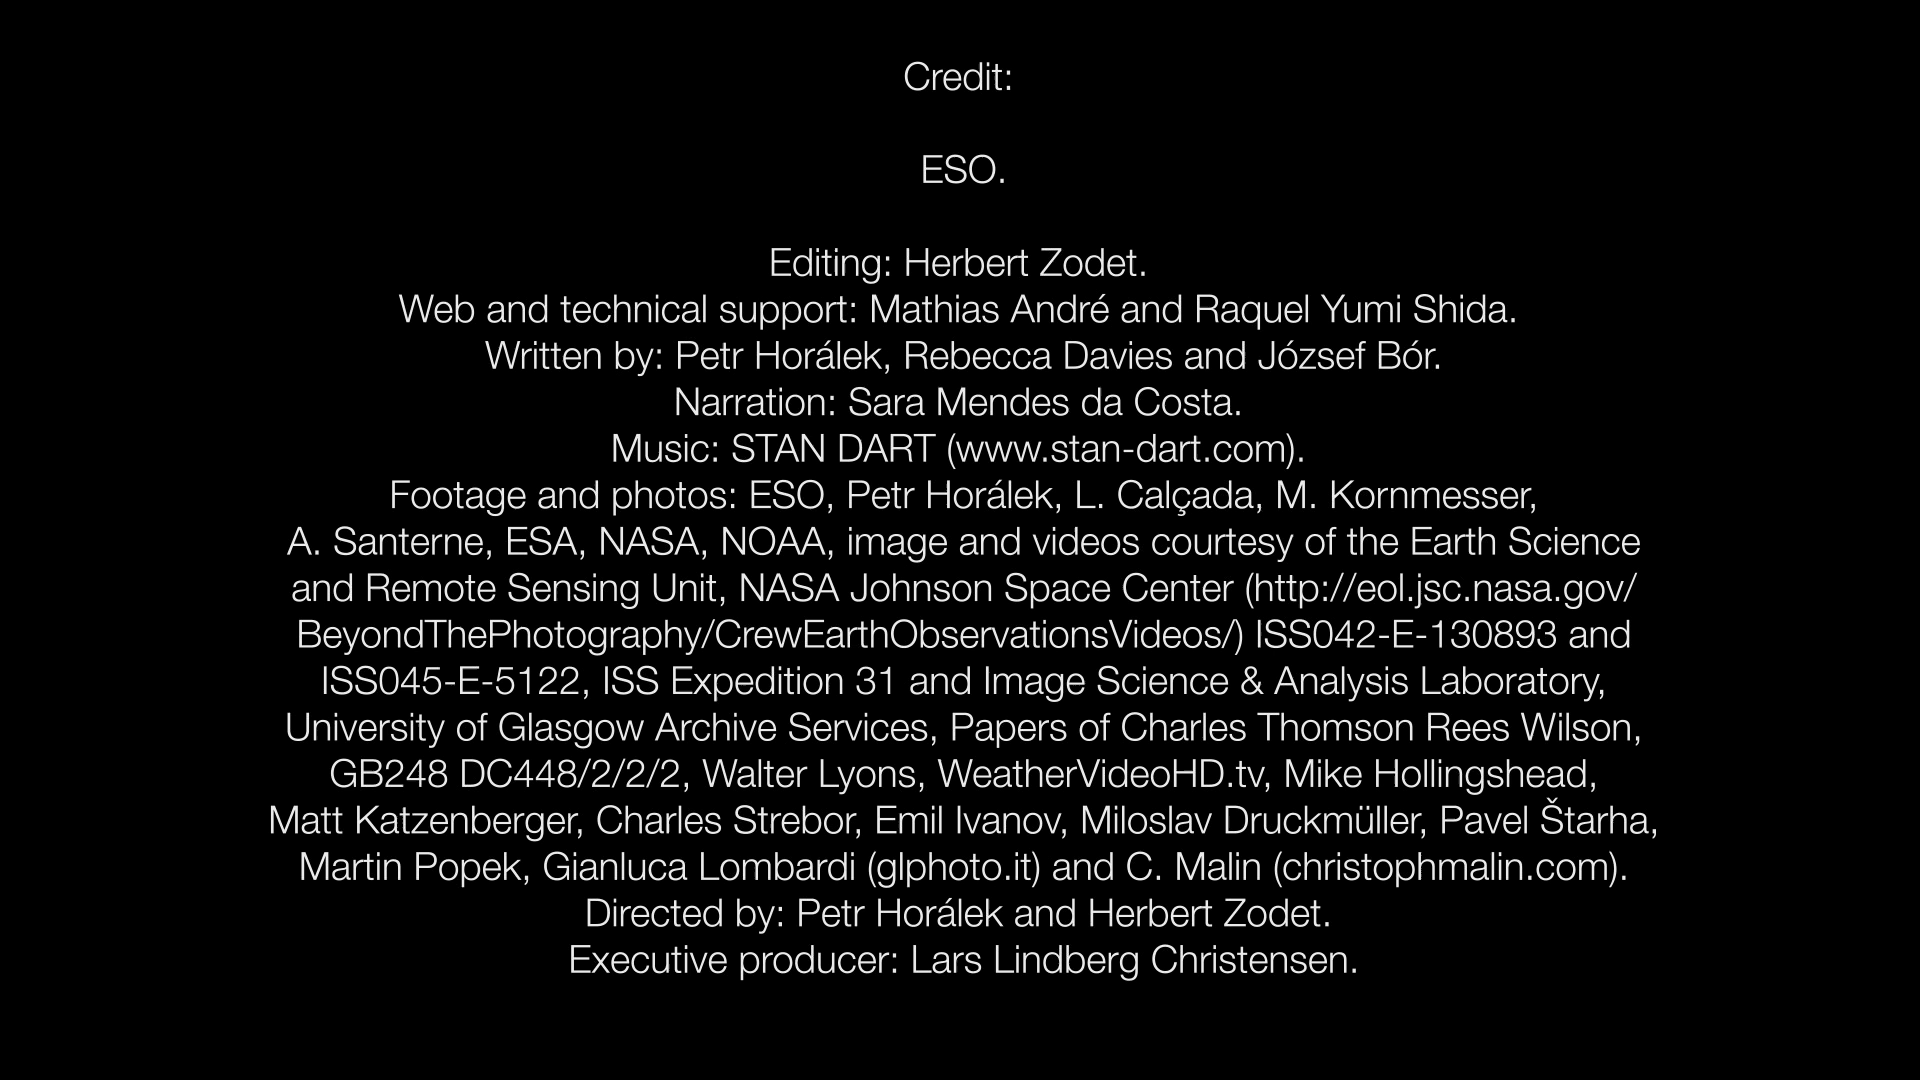 Credit:
ESO.
Editing: Herbert Zodet.
Web and technical support: Mathias André and Raquel Yumi Shida.
Written by: Petr Horálek, Rebecca Davies and József Bór.
Narration: Sara Mendes da Costa.
Music: STAN DART (www.stan-dart.com).
Footage and photos: ESO, Petr Horálek, L. Calçada, M. Kornmesser,
A. Santerne, ESA, NASA, NOAA, image and videos courtesy of the Earth Science
and Remote Sensing Unit, NASA Johnson Space Center (http://eol.jsc.nasa.gov/
BeyondThePhotography/CrewEarthObservationsVideos/) ISS042-E-130893 and
ISS045-E-5122, ISS Expedition 31 and Image Science & Analysis Laboratory,
University of Glasgow Archive Services, Papers of Charles Thomson Rees Wilson,
GB248 DC448/2/2/2, Walter Lyons, WeatherVideoHD.tv, Mike Hollingshead,
Matt Katzenberger, Charles Strebor, Emil Ivanov, Miloslav Druckmüller, Pavel Štarha,
Martin Popek, Gianluca Lombardi (glphoto.it) and C. Malin (christophmalin.com).
Directed by: Petr Horálek and Herbert Zodet.
Executive producer: Lars Lindberg Christensen.